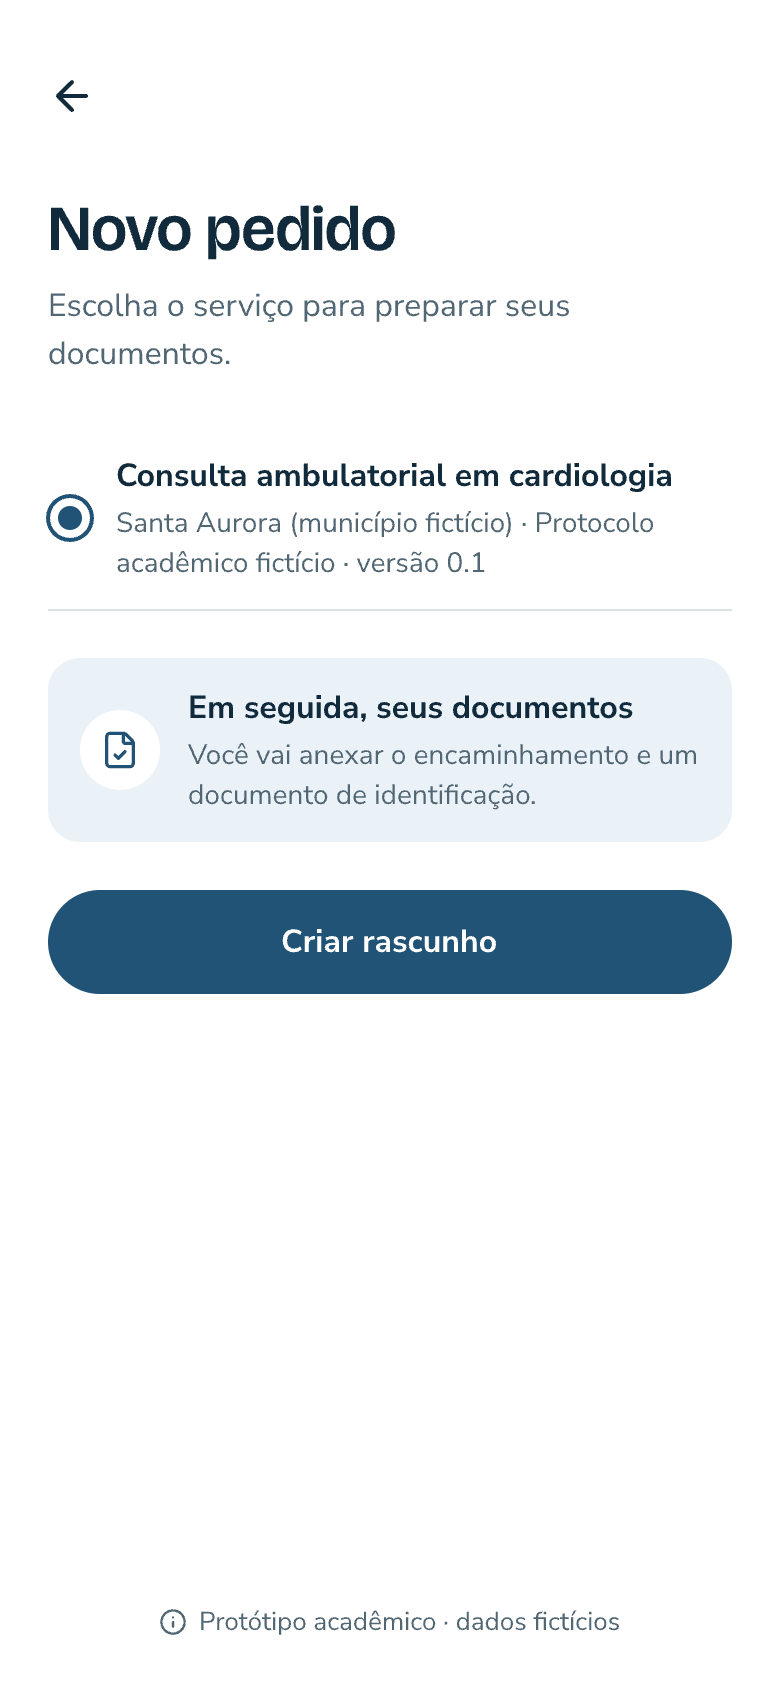 Novo pedido
Escolha o serviço para preparar seus
documentos.
Consulta ambulatorial em cardiologia
Santa Aurora (município fictício) · Protocolo
acadêmico fictício · versão 0.1
Em seguida, seus documentos
Você vai anexar o encaminhamento e um
documento de identificação.
Criar rascunho
Protótipo acadêmico · dados fictícios